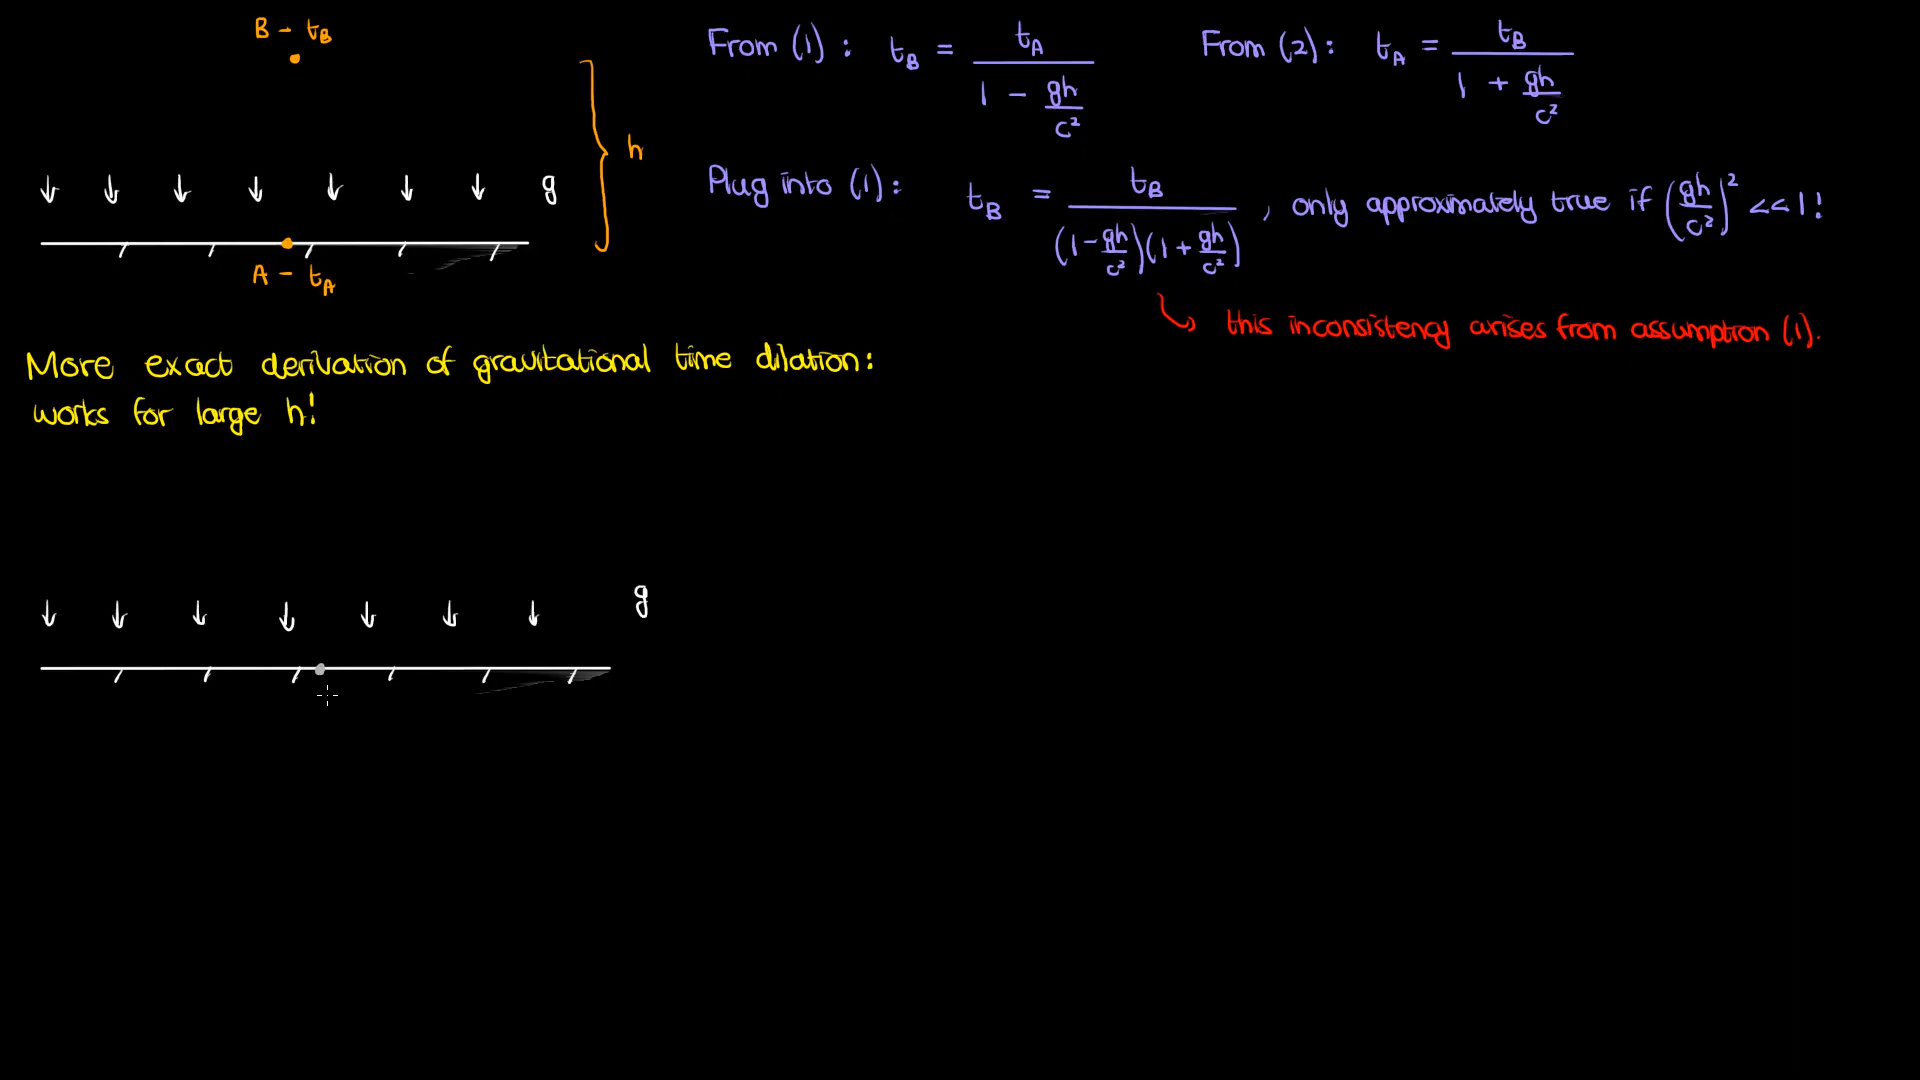 B - t_B
h
g
A - t_A
From (1) : t_B = t_A / (1 - gh/c²)
From (2) : t_A = t_B / (1 + gh/c²)
Plug into (1) : t_B = t_B / ((1 - gh/c²)(1 + gh/c²)) , only approximately true if (gh/c²)² << 1!
this inconsistency arises from assumption (1).
More exact derivation of gravitational time dilation:
works for large h!
g